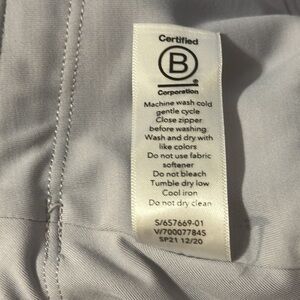 Certified
B
Corporation
Machine wash cold
gentle cycle
Close zipper
before washing
Wash and dry with
like colors
Do not use fabric
softener
Do not bleach
Tumble dry low
Cool iron
Do not dry clean
S/657669-01
V/70007784S
SP21 12/20